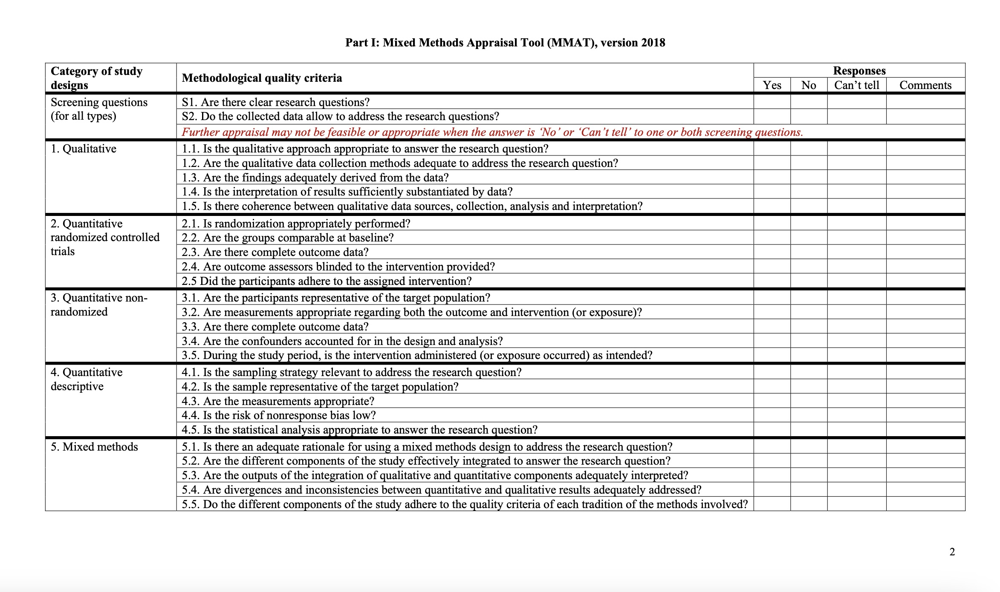 Part I: Mixed Methods Appraisal Tool (MMAT), version 2018
Category of study
designs
Methodological quality criteria
Responses
Yes
No
Can’t tell
Comments
Screening questions
(for all types)
S1. Are there clear research questions?
S2. Do the collected data allow to address the research questions?
Further appraisal may not be feasible or appropriate when the answer is ‘No’ or ‘Can’t tell’ to one or both screening questions.
1. Qualitative
1.1. Is the qualitative approach appropriate to answer the research question?
1.2. Are the qualitative data collection methods adequate to address the research question?
1.3. Are the findings adequately derived from the data?
1.4. Is the interpretation of results sufficiently substantiated by data?
1.5. Is there coherence between qualitative data sources, collection, analysis and interpretation?
2. Quantitative
randomized controlled
trials
2.1. Is randomization appropriately performed?
2.2. Are the groups comparable at baseline?
2.3. Are there complete outcome data?
2.4. Are outcome assessors blinded to the intervention provided?
2.5 Did the participants adhere to the assigned intervention?
3. Quantitative non-
randomized
3.1. Are the participants representative of the target population?
3.2. Are measurements appropriate regarding both the outcome and intervention (or exposure)?
3.3. Are there complete outcome data?
3.4. Are the confounders accounted for in the design and analysis?
3.5. During the study period, is the intervention administered (or exposure occurred) as intended?
4. Quantitative
descriptive
4.1. Is the sampling strategy relevant to address the research question?
4.2. Is the sample representative of the target population?
4.3. Are the measurements appropriate?
4.4. Is the risk of nonresponse bias low?
4.5. Is the statistical analysis appropriate to answer the research question?
5. Mixed methods
5.1. Is there an adequate rationale for using a mixed methods design to address the research question?
5.2. Are the different components of the study effectively integrated to answer the research question?
5.3. Are the outputs of the integration of qualitative and quantitative components adequately interpreted?
5.4. Are divergences and inconsistencies between quantitative and qualitative results adequately addressed?
5.5. Do the different components of the study adhere to the quality criteria of each tradition of the methods involved?
2